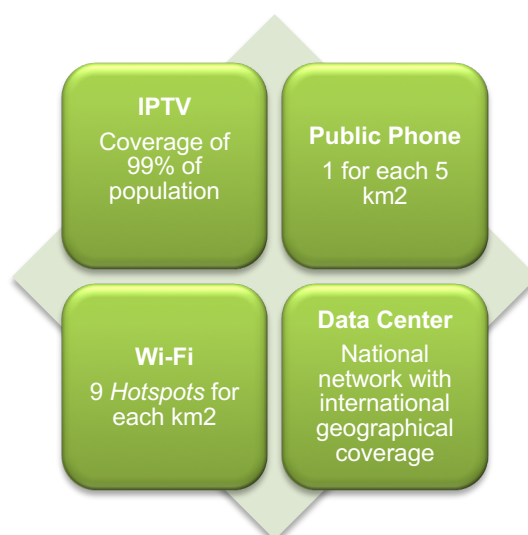 IPTV
Coverage of
99% of
population
Public Phone
1 for each 5
km2
Wi-Fi
9 Hotspots for
each km2
Data Center
National
network with
international
geographical
coverage